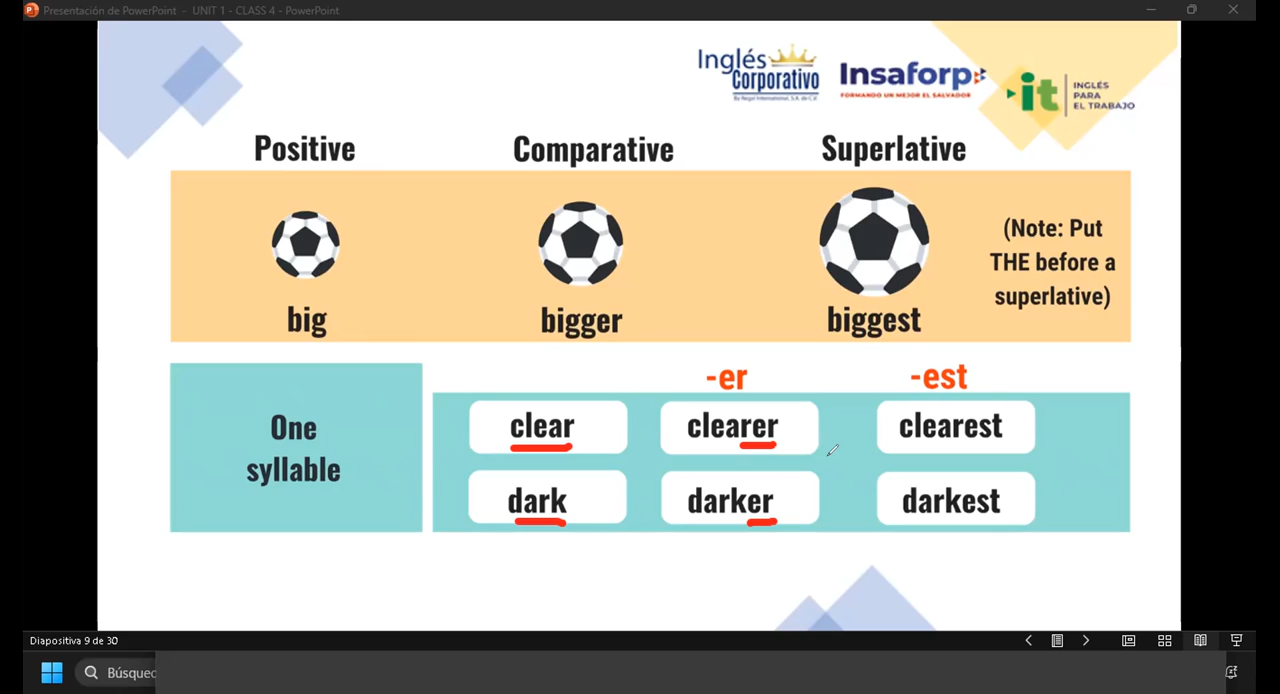 Presentación de PowerPoint - UNIT 1 - CLASS 4 - PowerPoint
Inglés
Corporativo
Insaforp
FORMANDO UN MEJOR EL SALVADOR
it
INGLÉS
PARA
EL TRABAJO
Positive Comparative Superlative
big bigger biggest
(Note: Put
THE before a
superlative)
-er -est
One
syllable
clear clearer clearest
dark darker darkest
Diapositiva 9 de 30
Búsqued